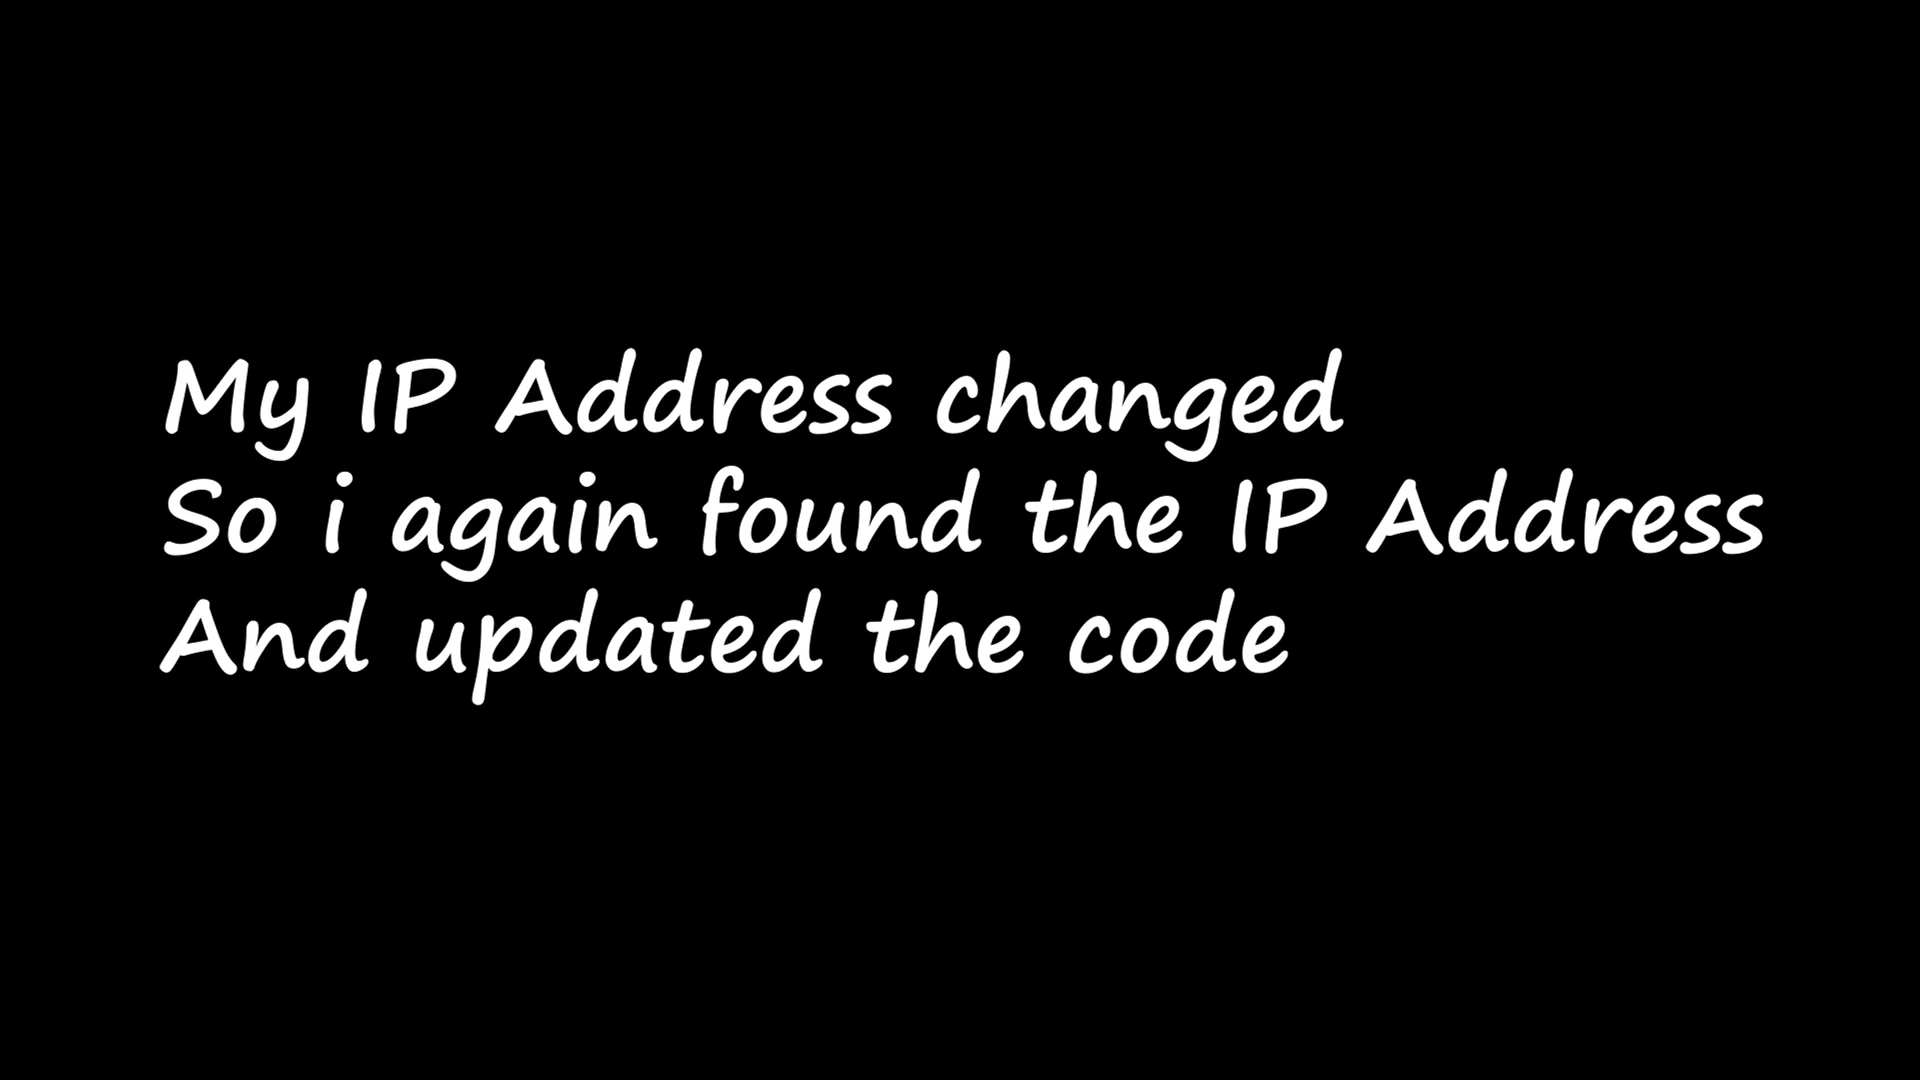 My IP Address changed
So i again found the IP Address
And updated the code